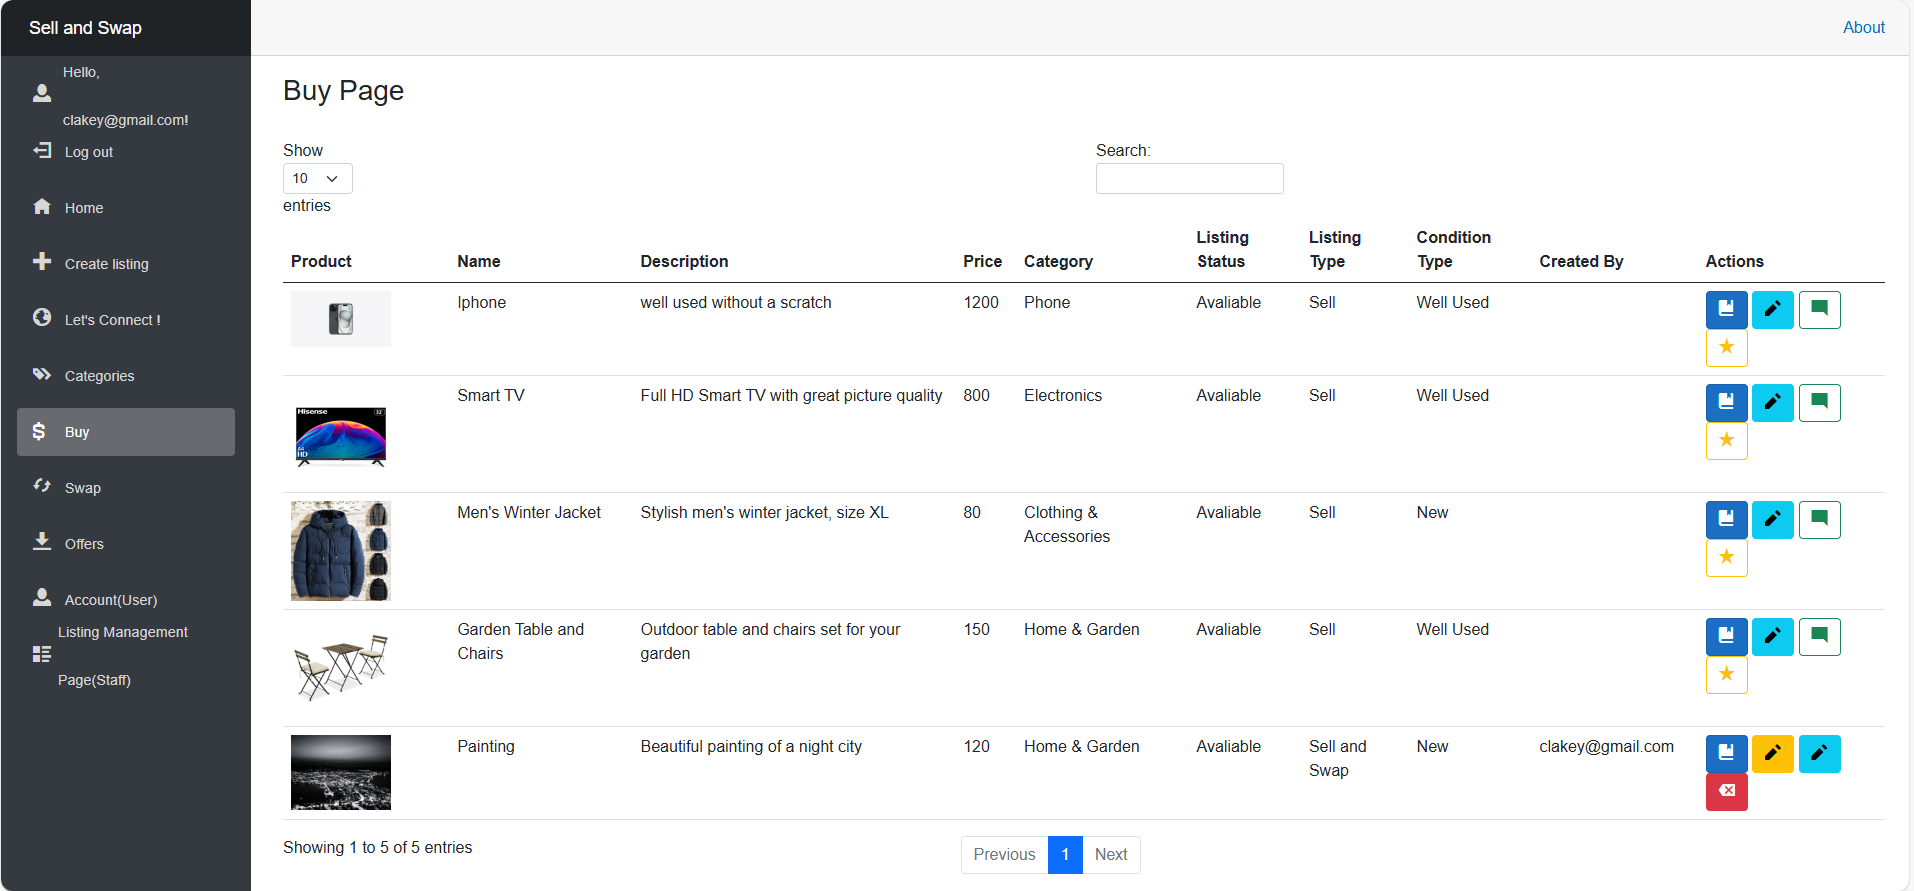 Sell and Swap
About
Hello,
clakey@gmail.com!
Log out
Home
Create listing
Let's Connect !
Categories
Buy
Swap
Offers
Account(User)
Listing Management
Page(Staff)
Buy Page
Show
10
entries
Search:
Product Name Description Price Category Listing Status Listing Type Condition Type Created By Actions
Iphone well used without a scratch 1200 Phone Avaliable Sell Well Used
Smart TV Full HD Smart TV with great picture quality 800 Electronics Avaliable Sell Well Used
Hisense 32"
A4
HD
Men's Winter Jacket Stylish men's winter jacket, size XL 80 Clothing & Avaliable Sell New
Accessories
Garden Table and Outdoor table and chairs set for your 150 Home & Garden Avaliable Sell Well Used
Chairs garden
Painting Beautiful painting of a night city 120 Home & Garden Avaliable Sell and New clakey@gmail.com
Swap
Showing 1 to 5 of 5 entries
Previous 1 Next